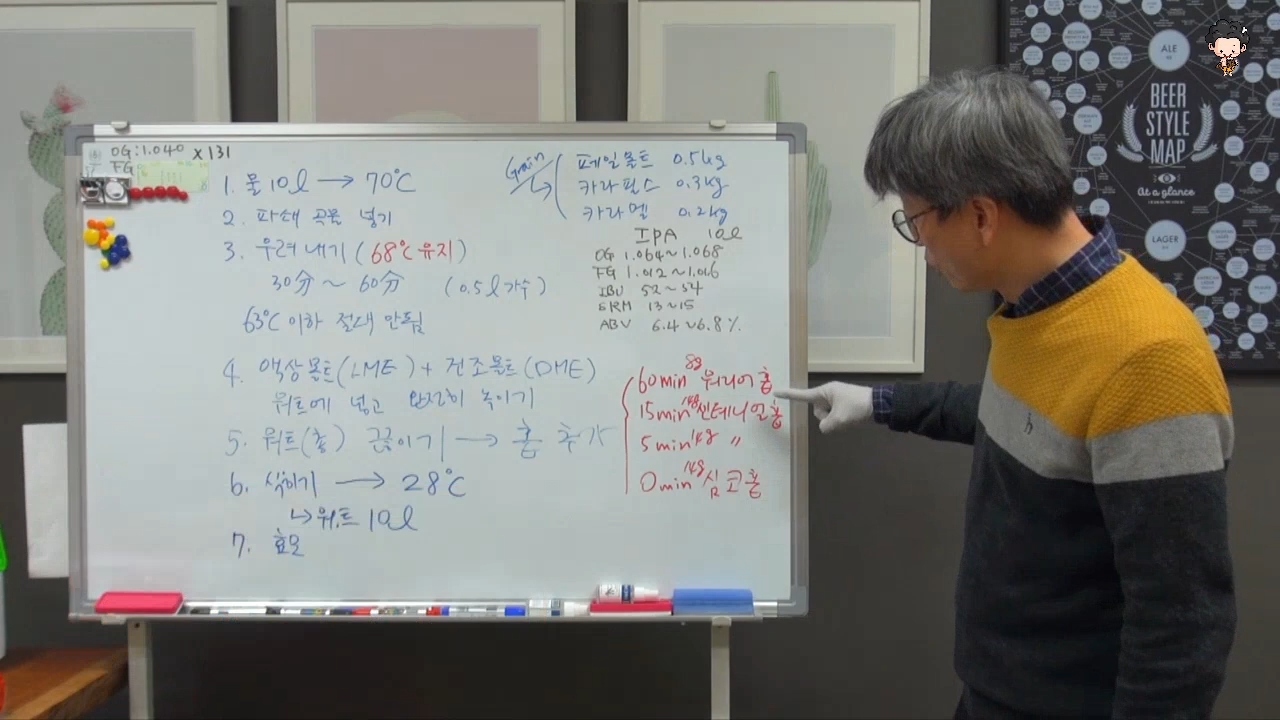 OG:1.040 x131
FG
1. 물 10l → 70℃
2. 파쇄 곡물 넣기
3. 우려내기 (68℃ 유지)
30分 ~ 60分 (0.5l 가수)
63℃ 이하 절대 안됨
4. 액상몰트(LME) + 건조몰트(DME)
워트에 넣고 완전히 녹이기
5. 워트(홉) 끓이기 → 홉 추가
6. 식히기 → 28℃
↳ 워트 10l
7. 효모
Grain
페일몰트 0.5kg
카라필스 0.3kg
카라멜 0.2kg
IPA 10l
OG 1.064~1.068
FG 1.012~1.016
IBU 52~54
SRM 13~15
ABV 6.4~6.8%
60min 8g 워리어 홉
15min 14g 센테니얼 홉
5min 14g 〃
0min 14g 심코 홉
ALE
BEER
STYLE
MAP
At a glance
LAGER